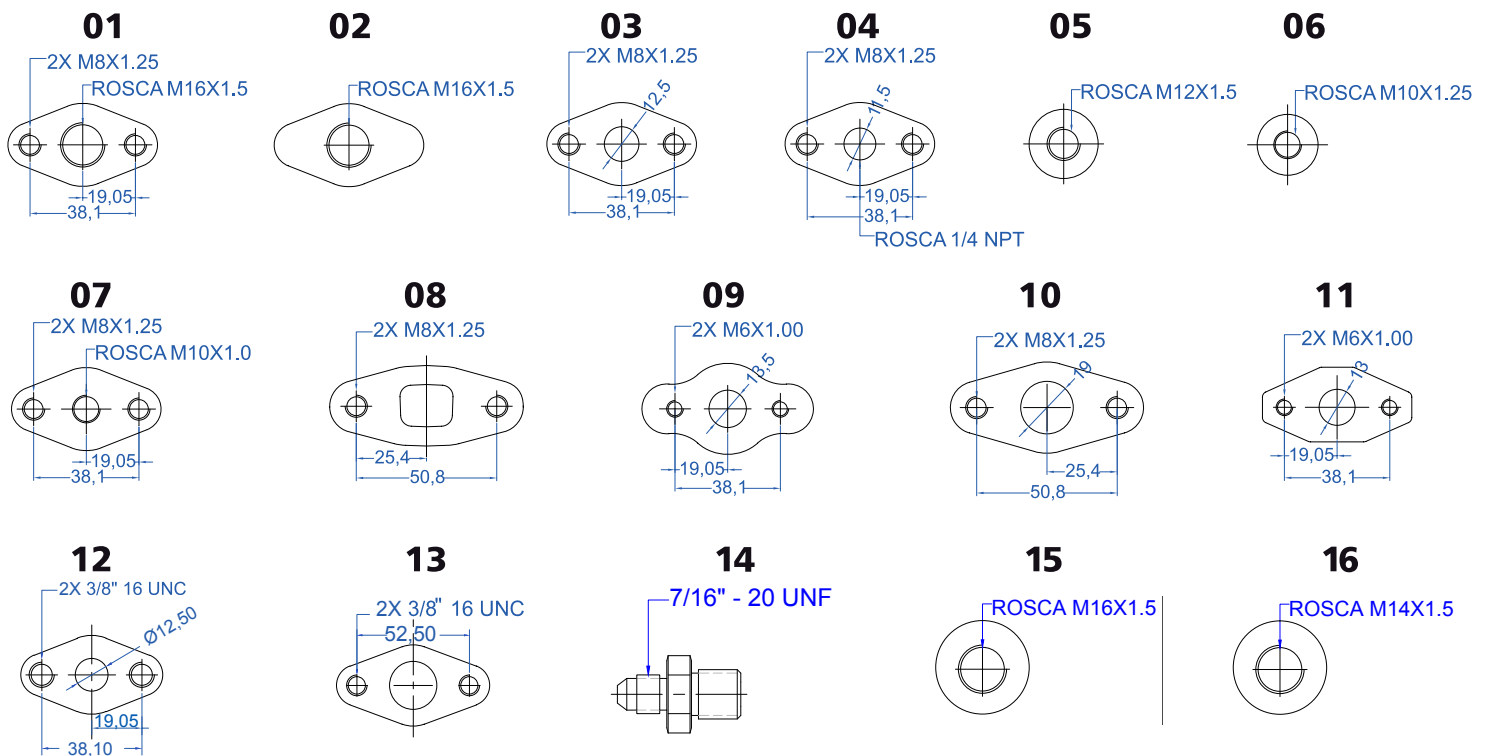 01
2X M8X1.25
ROSCA M16X1.5
19,05
38,1
02
ROSCA M16X1.5
03
2X M8X1.25
12,5
19,05
38,1
04
2X M8X1.25
11,5
19,05
38,1
ROSCA 1/4 NPT
05
ROSCA M12X1.5
06
ROSCA M10X1.25
07
2X M8X1.25
ROSCA M10X1.0
19,05
38,1
08
2X M8X1.25
25,4
50,8
09
2X M6X1.00
13,5
19,05
38,1
10
2X M8X1.25
19
25,4
50,8
11
2X M6X1.00
13
19,05
38,1
12
2X 3/8" 16 UNC
Ø12,50
19,05
38,10
13
2X 3/8" 16 UNC
52,50
14
7/16" - 20 UNF
15
ROSCA M16X1.5
16
ROSCA M14X1.5